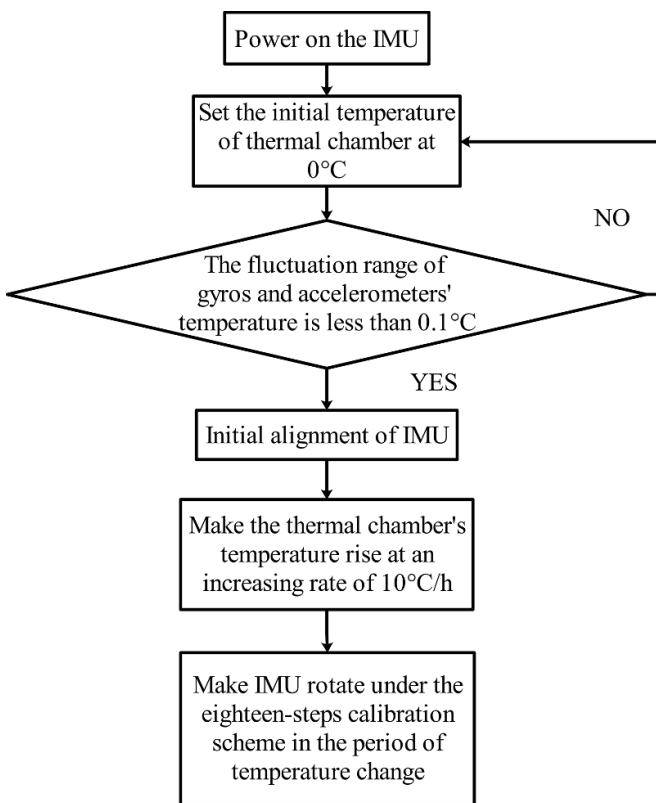 Power on the IMU
Set the initial temperature
of thermal chamber at
0°C
NO
The fluctuation range of
gyros and accelerometers'
temperature is less than 0.1°C
YES
Initial alignment of IMU
Make the thermal chamber's
temperature rise at an
increasing rate of 10°C/h
Make IMU rotate under the
eighteen-steps calibration
scheme in the period of
temperature change